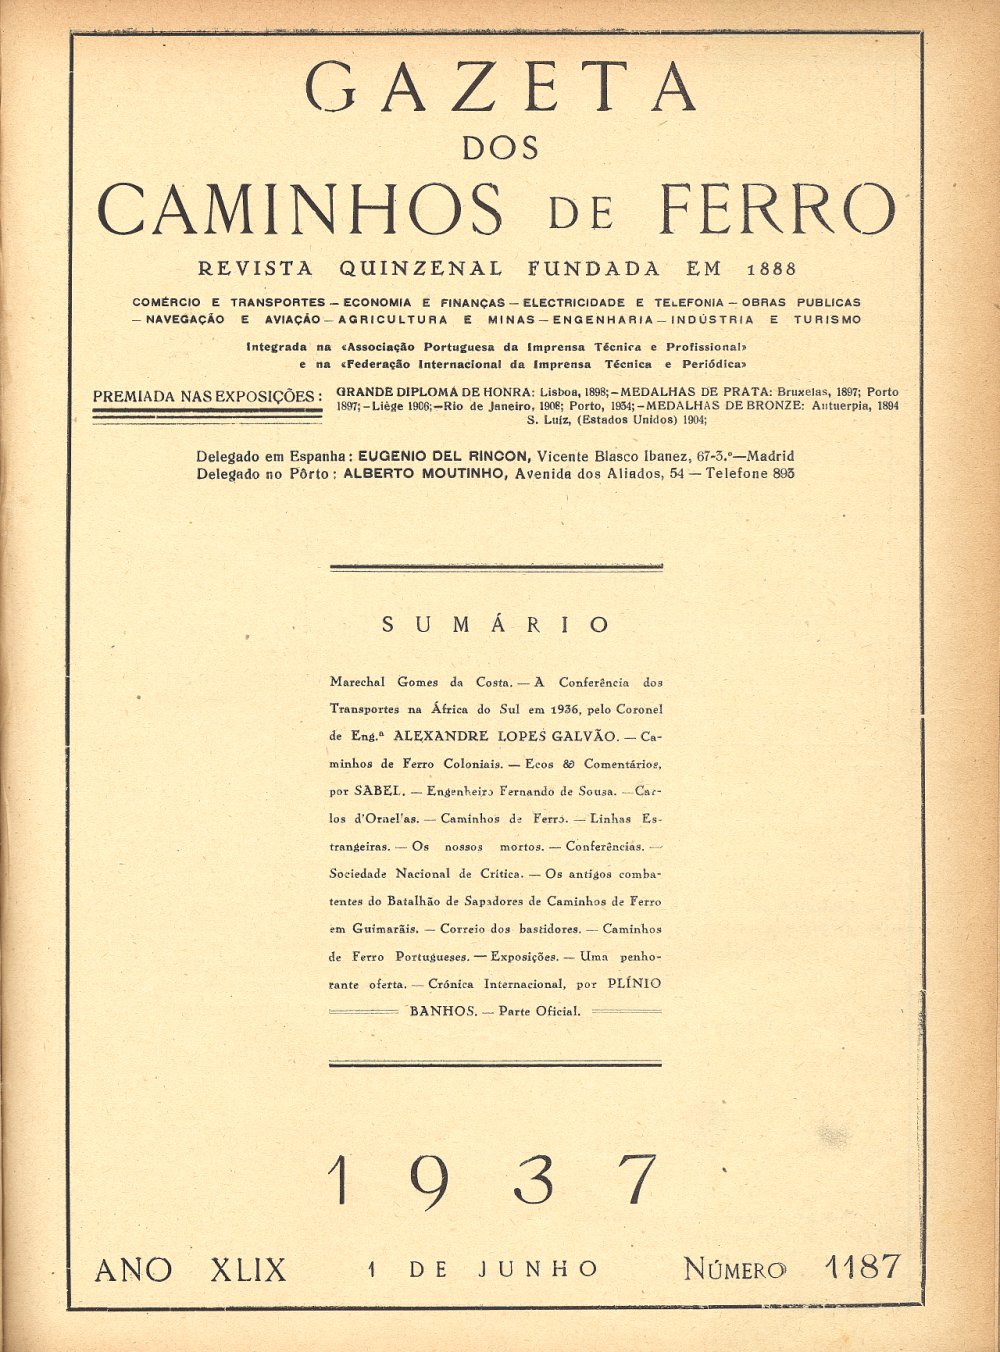 GAZETA
DOS
CAMINHOS DE FERRO
REVISTA QUINZENAL FUNDADA EM 1888
COMÉRCIO E TRANSPORTES — ECONOMIA E FINANÇAS — ELECTRICIDADE E TELEFONIA — OBRAS PUBLICAS
— NAVEGAÇÃO E AVIAÇÃO — AGRICULTURA E MINAS — ENGENHARIA — INDÚSTRIA E TURISMO
Integrada na «Associação Portuguesa da Imprensa Técnica e Profissional»
e na «Federação Internacional da Imprensa Técnica e Periódica»
PREMIADA NAS EXPOSIÇÕES:
GRANDE DIPLOMA DE HONRA: Lisboa, 1898;—MEDALHAS DE PRATA: Bruxelas, 1897; Porto
1897;—Liège 1906;—Rio de Janeiro, 1908; Porto, 1934;—MEDALHAS DE BRONZE: Antuerpia, 1894
S. Luiz, (Estados Unidos) 1904;
Delegado em Espanha: EUGENIO DEL RINCON, Vicente Blasco Ibanez, 67-3.º—Madrid
Delegado no Pôrto: ALBERTO MOUTINHO, Avenida dos Aliados, 54 — Telefone 893
SUMÁRIO
Marechal Gomes da Costa. — A Conferência dos
Transportes na África do Sul em 1936, pelo Coronel
de Eng.ª ALEXANDRE LOPES GALVÃO. — Ca-
minhos de Ferro Coloniais. — Ecos & Comentários,
por SABEL. — Engenheiro Fernando de Sousa. — Car-
los d'Ornelas. — Caminhos de Ferro. — Linhas Es-
trangeiras. — Os nossos mortos. — Conferências. —
Sociedade Nacional de Crítica. — Os antigos comba-
tentes do Batalhão de Sapadores de Caminhos de Ferro
em Guimarãis. — Correio dos bastidores. — Caminhos
de Ferro Portugueses. — Exposições. — Uma penho-
rante oferta. — Crónica Internacional, por PLÍNIO
BANHOS. — Parte Oficial.
1937
ANO XLIX 1 DE JUNHO NÚMERO 1187